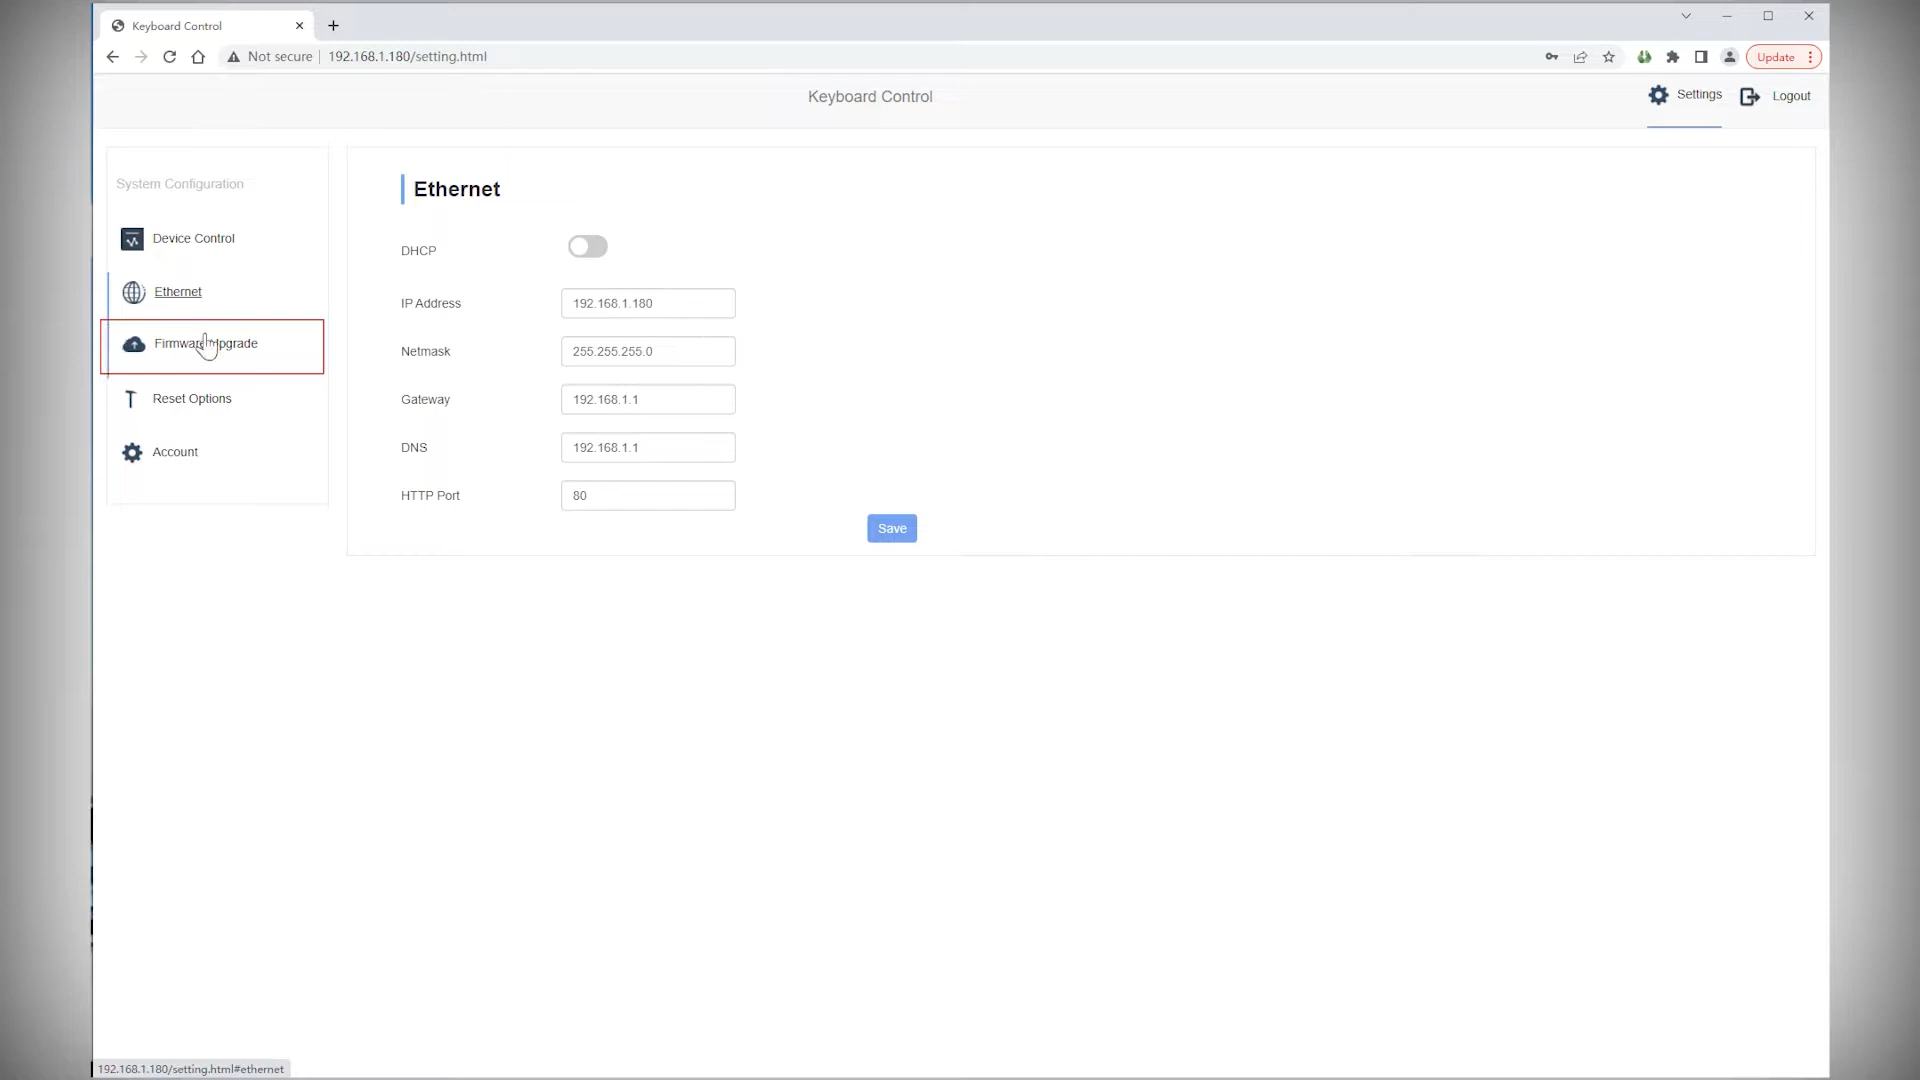 Keyboard Control
Not secure | 192.168.1.180/setting.html
Update
Keyboard Control
Settings
Logout
System Configuration
Device Control
Ethernet
Firmware Upgrade
Reset Options
Account
Ethernet
DHCP
IP Address 192.168.1.180
Netmask 255.255.255.0
Gateway 192.168.1.1
DNS 192.168.1.1
HTTP Port 80
Save
192.168.1.180/setting.html#ethernet